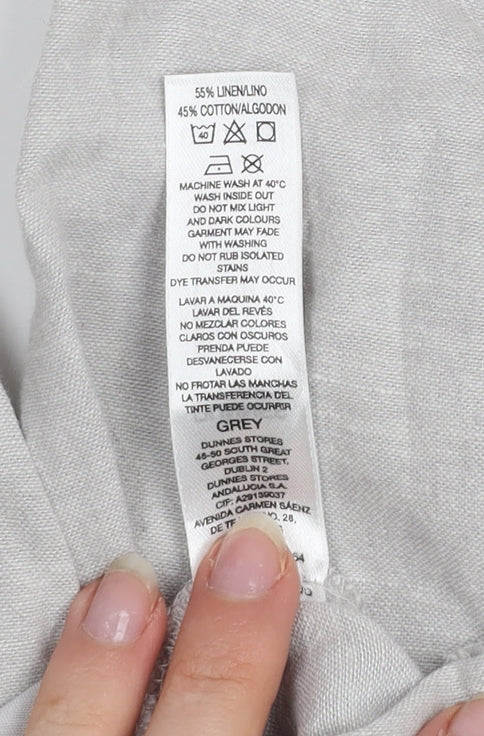 55% LINEN/LINO
45% COTTON/ALGODON
40
MACHINE WASH AT 40°C
WASH INSIDE OUT
DO NOT MIX LIGHT
AND DARK COLOURS
GARMENT MAY FADE
WITH WASHING
DO NOT RUB ISOLATED
STAINS
DYE TRANSFER MAY OCCUR
LAVAR A MAQUINA 40°C
LAVAR DEL REVÉS
NO MEZCLAR COLORES
CLAROS CON OSCUROS
PRENDA PUEDE
DESVANECERSE CON
LAVADO
NO FROTAR LAS MANCHAS
LA TRANSFERENCIA DEL
TINTE PUEDE OCURRIR
GREY
DUNNES STORES
46-50 SOUTH GREAT
GEORGES STREET,
DUBLIN 2
DUNNES STORES
ANDALUCIA S.A.
CIF: A29139037
AVENIDA CARMEN SÁENZ
DE 28,